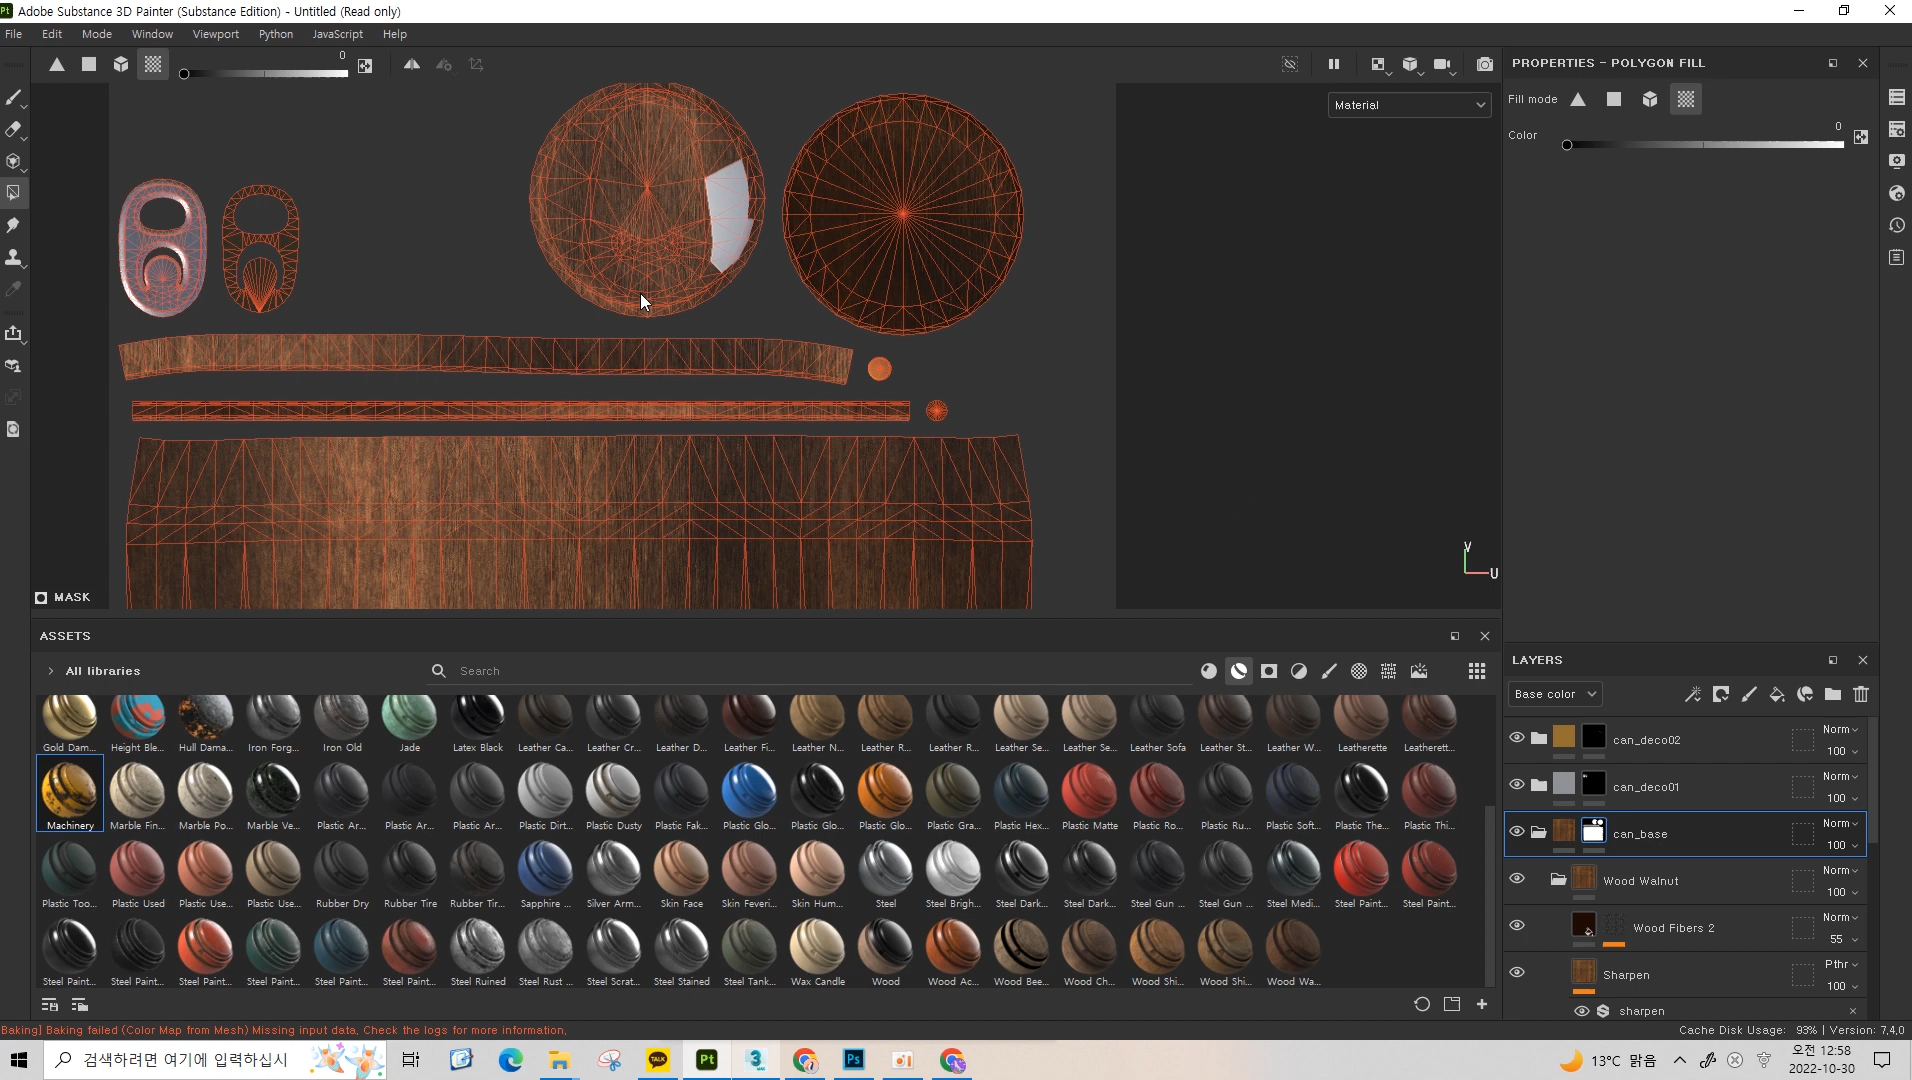 Pt Adobe Substance 3D Painter (Substance Edition) - Untitled (Read only)
File Edit Mode Window Viewport Python JavaScript Help
0
PROPERTIES - POLYGON FILL
Material
Fill mode
Color 0
V
U
MASK
ASSETS
All libraries
Search
Gold Dam... Height Ble... Hull Dama... Iron Forg... Iron Old Jade Latex Black Leather Ca... Leather Cr... Leather D... Leather Fi... Leather N... Leather R... Leather R... Leather Se... Leather Se... Leather Sofa Leather St... Leather W... Leatherette Leatherett...
Machinery Marble Fin... Marble Po... Marble Ve... Plastic Ar... Plastic Ar... Plastic Ar... Plastic Dirt... Plastic Dusty Plastic Fak... Plastic Glo... Plastic Glo... Plastic Glo... Plastic Gra... Plastic Hex... Plastic Matte Plastic Ro... Plastic Ru... Plastic Soft... Plastic The... Plastic Thi...
Plastic Too... Plastic Used Plastic Use... Plastic Use... Rubber Dry Rubber Tire Rubber Tir... Sapphire ... Silver Arm... Skin Face Skin Feveri... Skin Hum... Steel Steel Brigh... Steel Dark... Steel Dark... Steel Gun ... Steel Gun ... Steel Medi... Steel Paint... Steel Paint...
Steel Paint... Steel Painte... Steel Paint... Steel Paint... Steel Paint... Steel Paint... Steel Ruined Steel Rust ... Steel Scrat... Steel Stained Steel Tank... Wax Candle Wood Wood Ac... Wood Bee... Wood Ch... Wood Shi... Wood Shi... Wood Wa...
LAYERS
Base color
can_deco02 Norm 100
can_deco01 Norm 100
can_base Norm 100
Wood Walnut Norm 100
Wood Fibers 2 Norm 55
Sharpen Pthr 100
sharpen
Baking] Baking failed (Color Map from Mesh) Missing input data, Check the logs for more information,
Cache Disk Usage: 93% | Version: 7,4,0
검색하려면 여기에 입력하십시
TALK
Pt
3
Ps
13°C 맑음
오전 12:58
2022-10-30